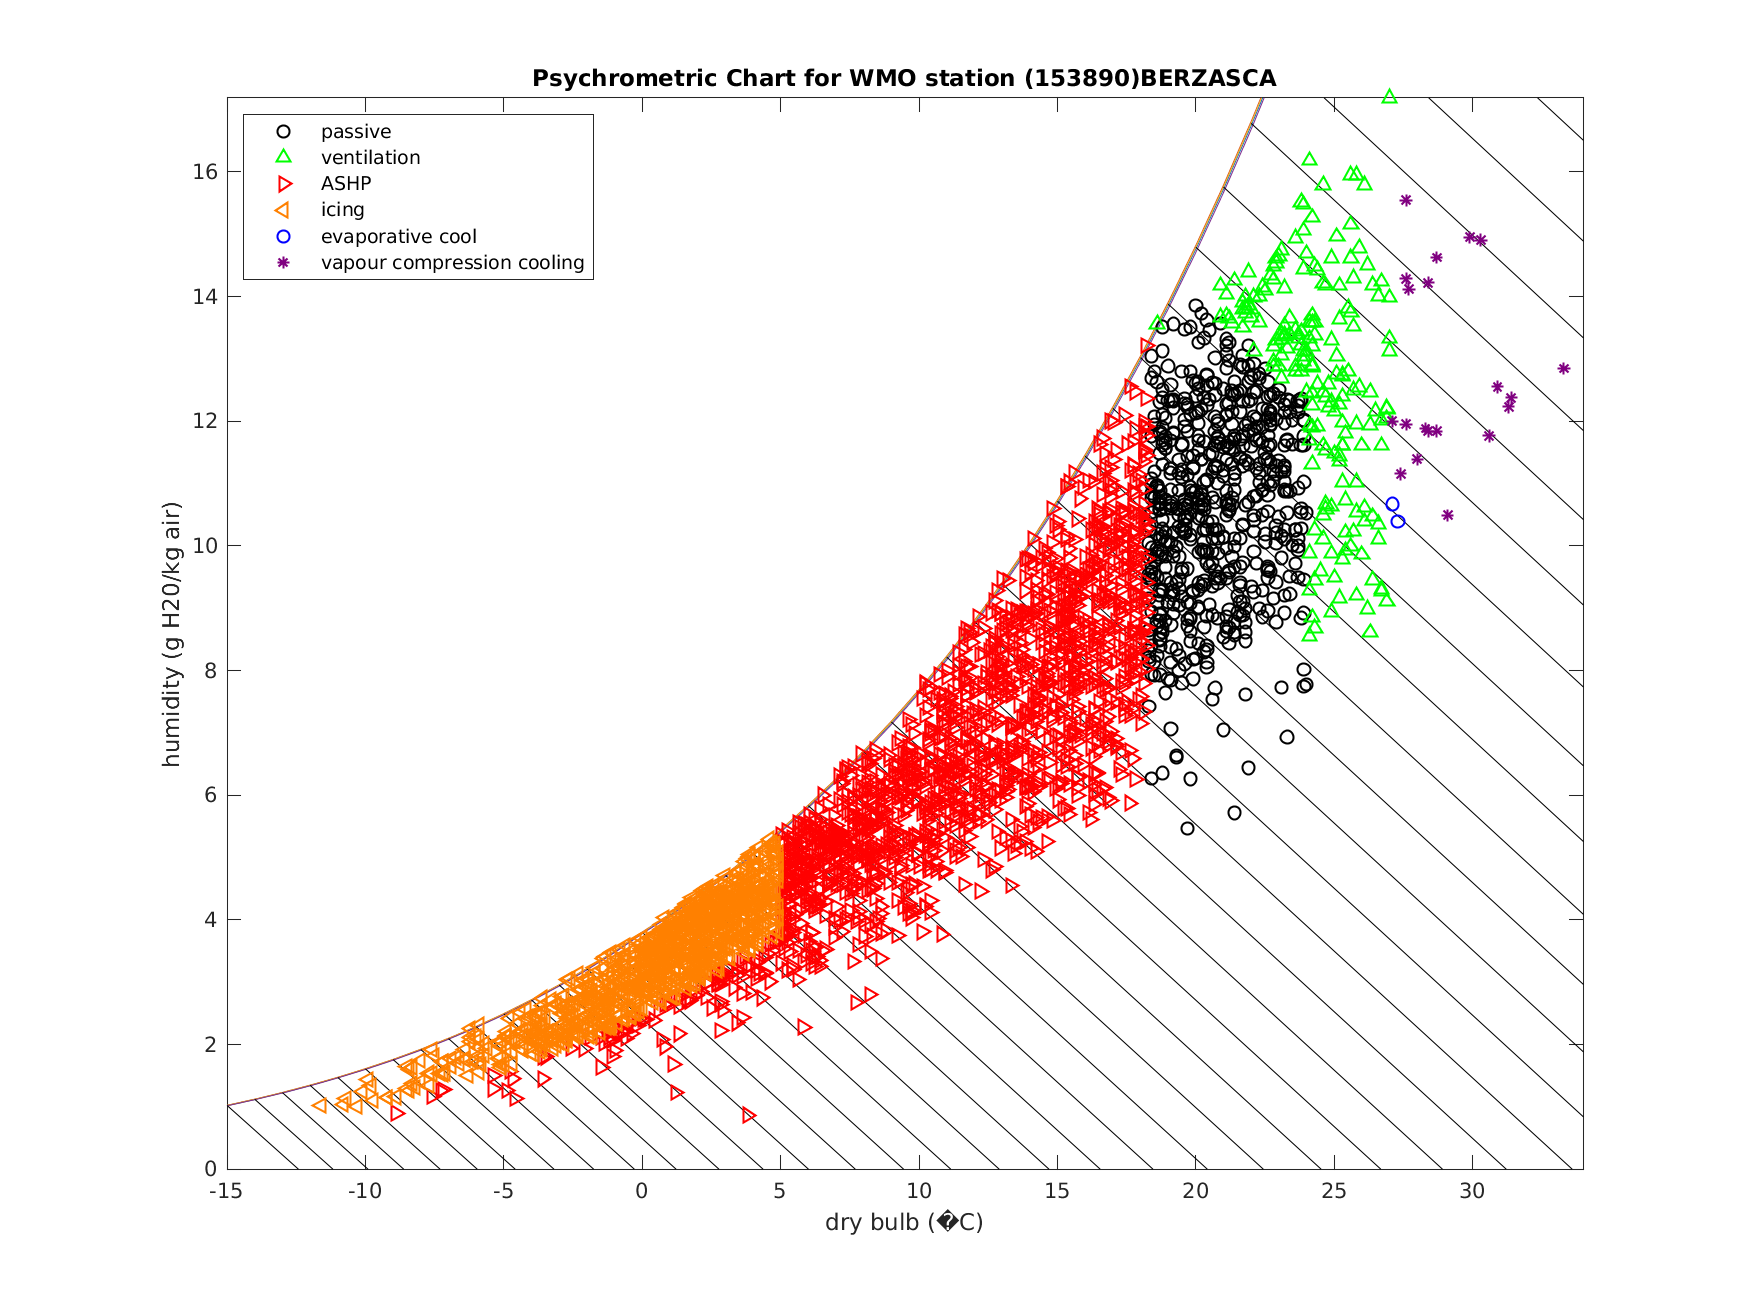 Psychrometric Chart for WMO station (153890)BERZASCA
passive
ventilation
ASHP
icing
evaporative cool
vapour compression cooling
humidity (g H20/kg air)
16
14
12
10
8
6
4
2
0
-15 -10 -5 0 5 10 15 20 25 30
dry bulb (�C)